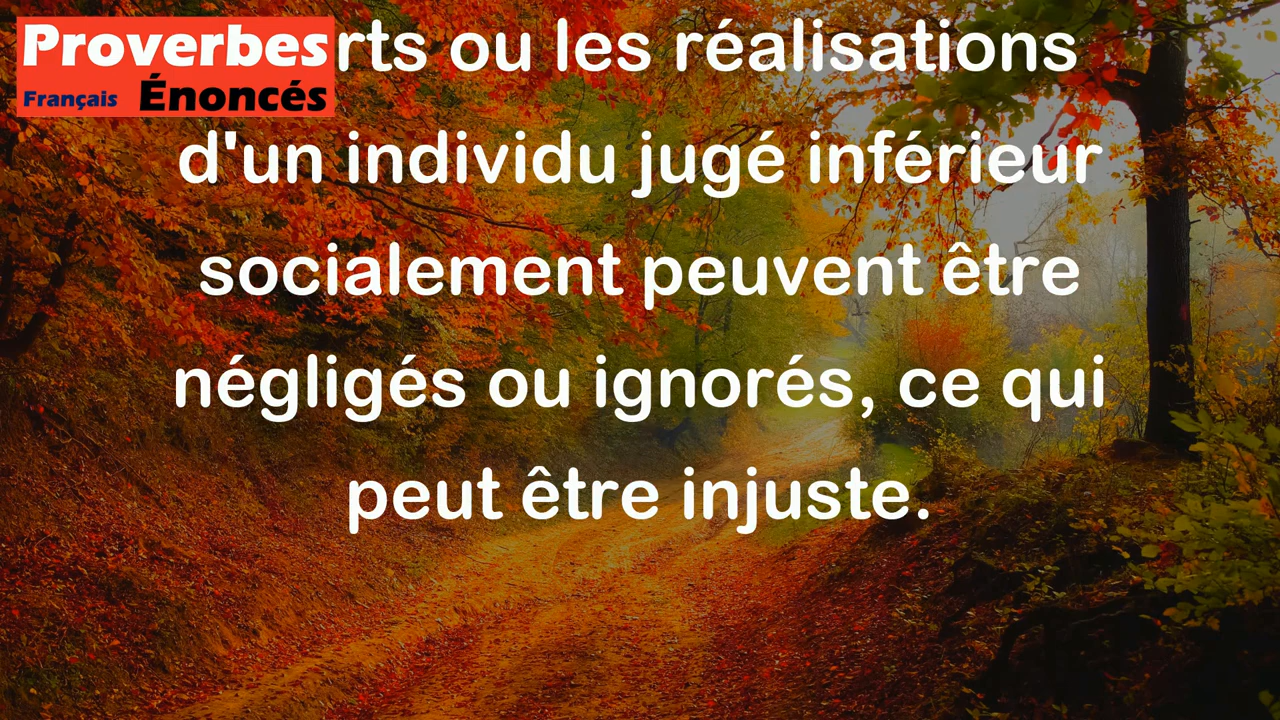 Proverbes
Français Énoncés
rts ou les réalisations
d'un individu jugé inférieur
socialement peuvent être
négligés ou ignorés, ce qui
peut être injuste.